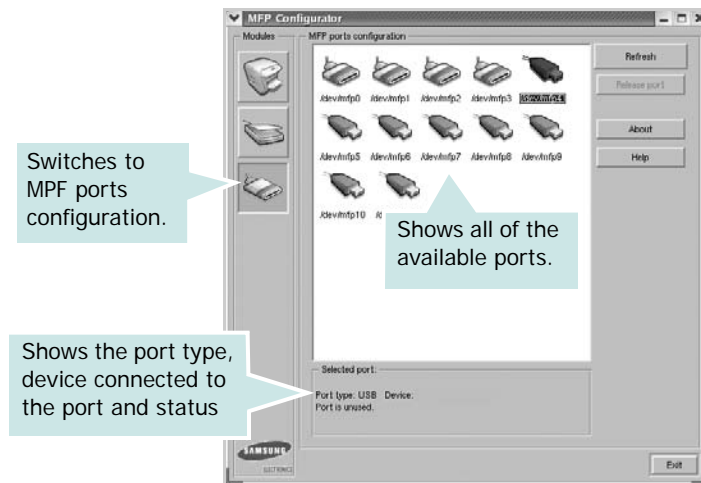 MFP Configurator
Modules
MFP ports configuration
/dev/mfp0 /dev/mfp1 /dev/mfp2 /dev/mfp3
/dev/mfp5 /dev/mfp6 /dev/mfp7 /dev/mfp8 /dev/mfp9
/dev/mfp10
Refresh
Release port
About
Help
Switches to
MPF ports
configuration.
Shows all of the
available ports.
Shows the port type,
device connected to
the port and status
Selected port:
Port type: USB Device:
Port is unused.
SAMSUNG
ELECTRONICS
Exit